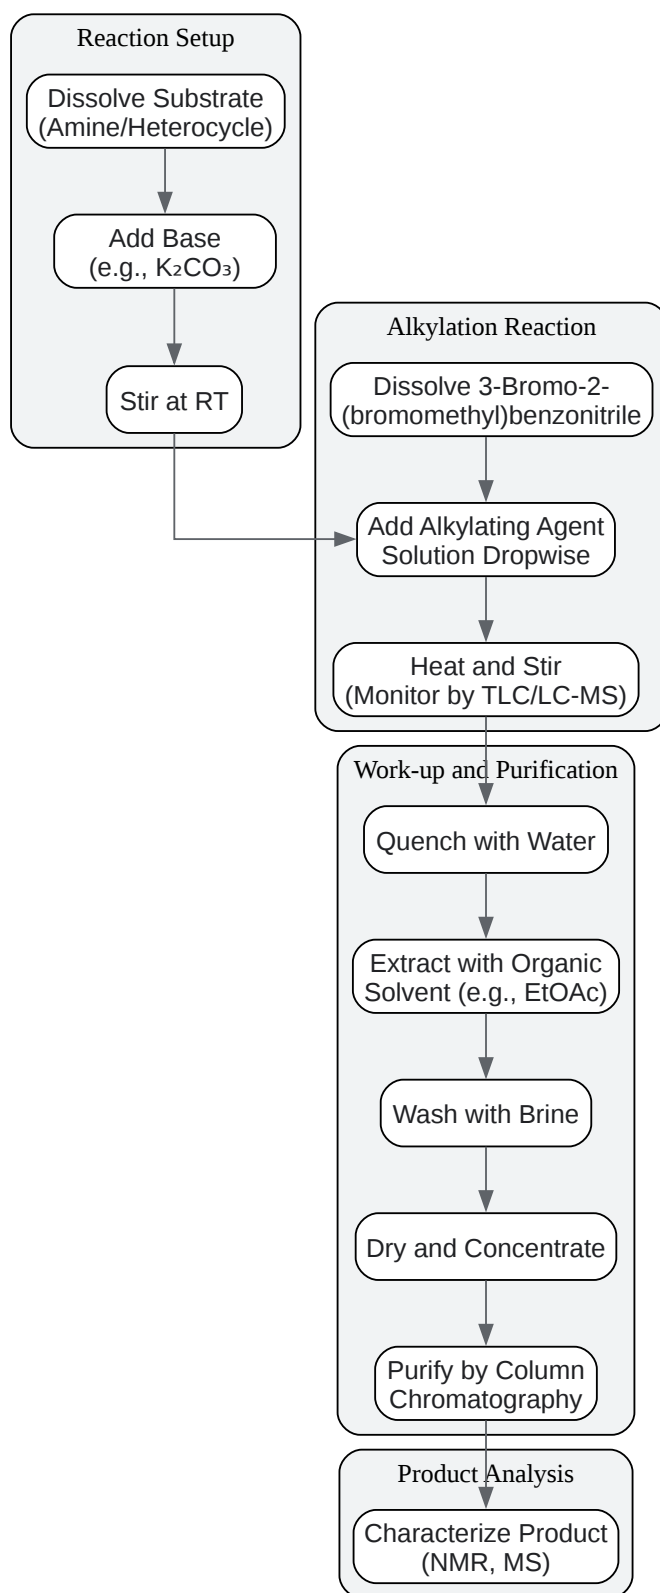 Reaction Setup
Dissolve Substrate
(Amine/Heterocycle)
Add Base
(e.g., K₂CO₃)
Stir at RT
Alkylation Reaction
Dissolve 3-Bromo-2-
(bromomethyl)benzonitrile
Add Alkylating Agent
Solution Dropwise
Heat and Stir
(Monitor by TLC/LC-MS)
Work-up and Purification
Quench with Water
Extract with Organic
Solvent (e.g., EtOAc)
Wash with Brine
Dry and Concentrate
Purify by Column
Chromatography
Product Analysis
Characterize Product
(NMR, MS)